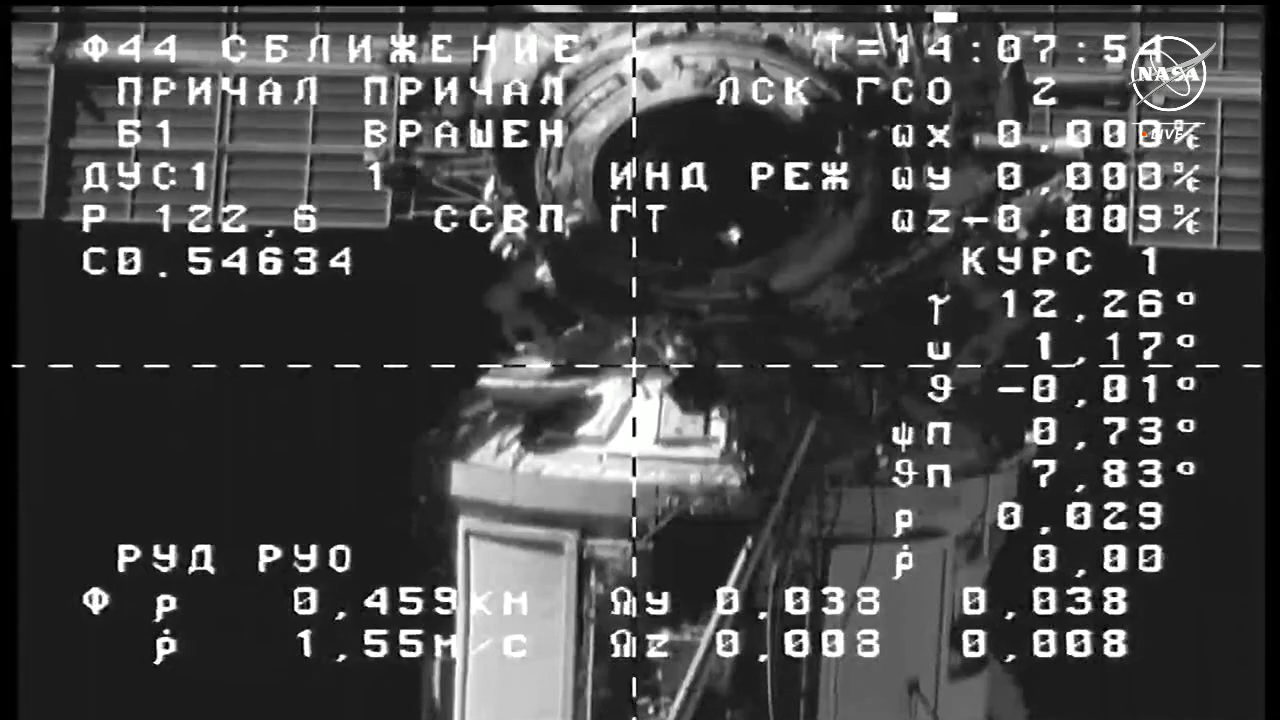 Ф44 СБЛИЖЕНИЕ Т=14:07:54
NASA
ПРИЧАЛ ПРИЧАЛ ЛСК ГСО 2
LIVE
Б1 ВРАШЕН ωX 0,000°/с
ДУС1 1 ИНД РЕЖ ωУ 0,000°/с
Р 122,6 ССВП ГТ ωZ-0,009°/с
С0.54634 КУРС 1
γ 12,26°
ш 1,17°
ϑ -0,01°
ψП 0,73°
ϑП 7,83°
ρ 0,029
РУД РУО ρ̇ 0,00
Ф ρ 0,459км ΩУ 0,038 0,038
ρ̇ 1,55м/с ΩZ 0,008 0,008